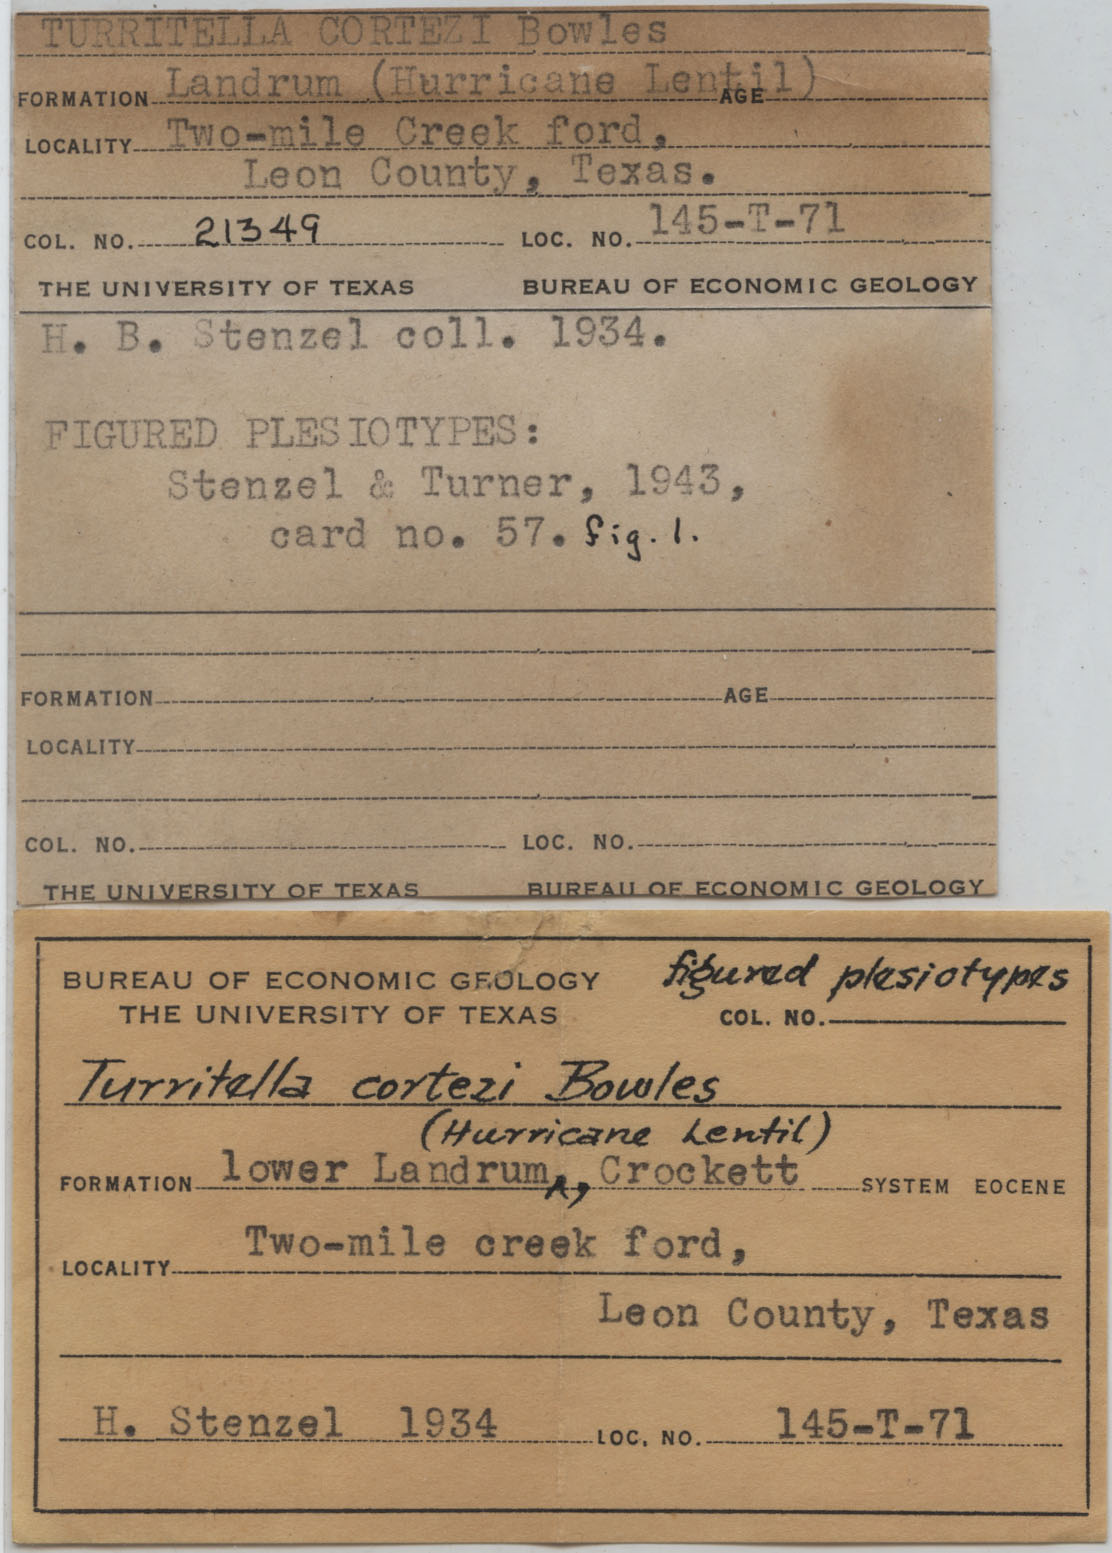 TURRITELLA CORTEZI Bowles
FORMATION Landrum (Hurricane Lentil) AGE
LOCALITY Two-mile Creek ford,
Leon County, Texas.
COL. NO. 21349 LOC. NO. 145-T-71
THE UNIVERSITY OF TEXAS BUREAU OF ECONOMIC GEOLOGY
H. B. Stenzel coll. 1934.
FIGURED PLESIOTYPES:
Stenzel & Turner, 1943,
card no. 57. fig. 1.
FORMATION AGE
LOCALITY
COL. NO. LOC. NO.
THE UNIVERSITY OF TEXAS BUREAU OF ECONOMIC GEOLOGY
BUREAU OF ECONOMIC GEOLOGY figured plesiotypes
THE UNIVERSITY OF TEXAS COL. NO.
Turritella cortezi Bowles
(Hurricane Lentil)
FORMATION lower Landrum ^, Crockett SYSTEM EOCENE
LOCALITY Two-mile creek ford,
Leon County, Texas
H. Stenzel 1934 LOC. NO. 145-T-71